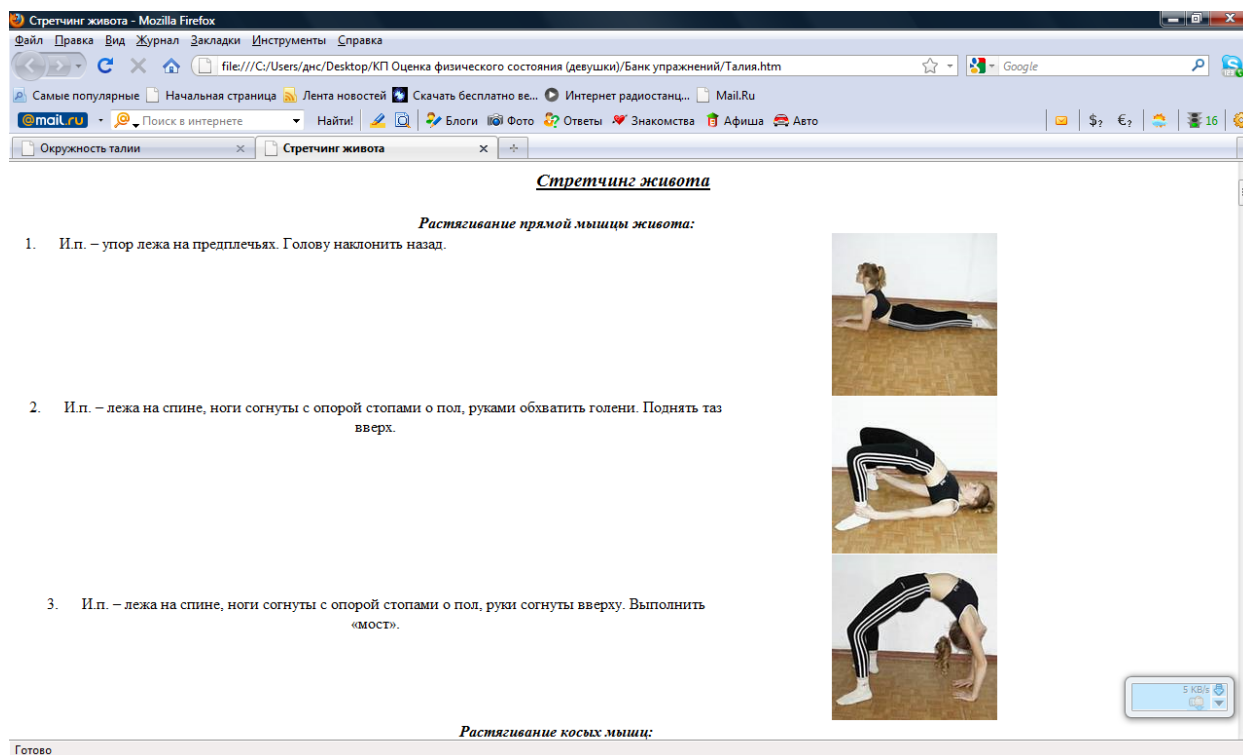 Стретчинг живота - Mozilla Firefox
Файл Правка Вид Журнал Закладки Инструменты Справка
file:///C:/Users/днс/Desktop/КП Оценка физического состояния (девушки)/Банк упражнений/Талия.htm Google
Самые популярные Начальная страница Лента новостей Скачать бесплатно ве... Интернет радиостанц... Mail.Ru
@mail.ru Поиск в интернете Найти! Блоги Фото Ответы Знакомства Афиша Авто $? €? 16
Окружность талии Стретчинг живота
Стретчинг живота
Растягивание прямой мышцы живота:
1. И.п. – упор лежа на предплечьях. Голову наклонить назад.
2. И.п. – лежа на спине, ноги согнуты с опорой стопами о пол, руками обхватить голени. Поднять таз
вверх.
3. И.п. – лежа на спине, ноги согнуты с опорой стопами о пол, руки согнуты вверху. Выполнить
«мост».
5 KB/s
Растягивание косых мышц:
Готово